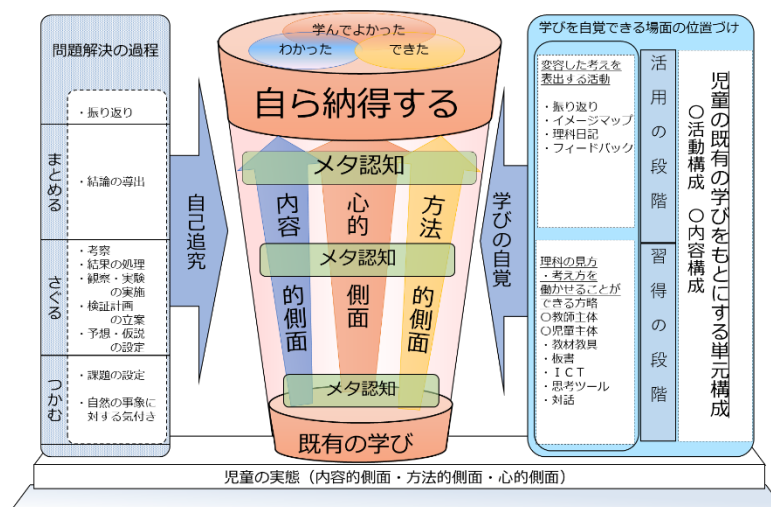 問題解決の過程
・振り返り
まとめる
・結論の導出
さぐる
・考察
・結果の処理
・観察・実験
の実施
・検証計画
の立案
・予想・仮説
の設定
つかむ
・課題の設定
・自然の事象に
対する気付き
自己追究
学んでよかった
わかった
できた
自ら納得する
メタ認知
内容的側面
心的側面
方法的側面
メタ認知
メタ認知
既有の学び
学びの自覚
学びを自覚できる場面の位置づけ
変容した考えを
表出する活動
・振り返り
・イメージマップ
・理科日記
・フィードバック
活用の段階
理科の見方
・考え方を
働かせることが
できる方略
〇教師主体
〇児童主体
・教材教具
・板書
・ＩＣＴ
・思考ツール
・対話
習得の段階
児童の既有の学びをもとにする単元構成
〇活動構成　〇内容構成
児童の実態（内容的側面・方法的側面・心的側面）